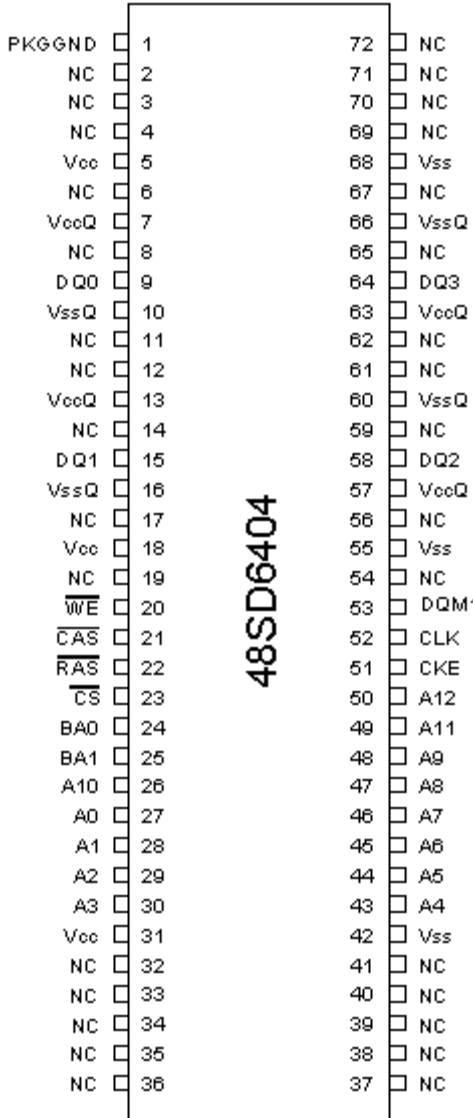 PKGGND 1 72 NC
NC 2 71 NC
NC 3 70 NC
NC 4 69 NC
Vcc 5 68 Vss
NC 6 67 NC
VccQ 7 66 VssQ
NC 8 65 NC
DQ0 9 64 DQ3
VssQ 10 63 VccQ
NC 11 62 NC
NC 12 61 NC
VccQ 13 60 VssQ
NC 14 59 NC
DQ1 15 58 DQ2
VssQ 16 57 VccQ
NC 17 56 NC
Vcc 18 55 Vss
NC 19 54 NC
W̅E̅ 20 53 DQM
C̅A̅S̅ 21 52 CLK
R̅A̅S̅ 22 51 CKE
C̅S̅ 23 50 A12
BA0 24 49 A11
BA1 25 48 A9
A10 26 47 A8
A0 27 46 A7
A1 28 45 A6
A2 29 44 A5
A3 30 43 A4
Vcc 31 42 Vss
NC 32 41 NC
NC 33 40 NC
NC 34 39 NC
NC 35 38 NC
NC 36 37 NC
48SD6404